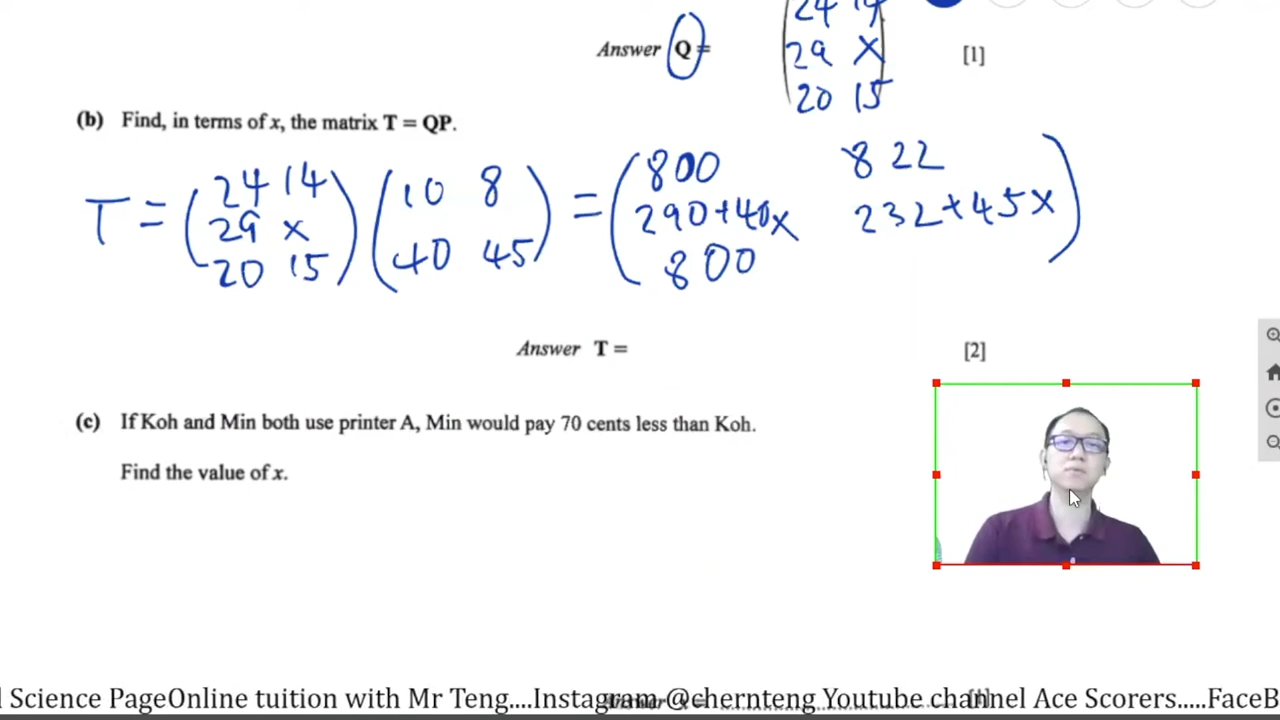 24 14
Answer Q =
29 x
[1]
20 15
(b) Find, in terms of x, the matrix T = QP.
T = (24 14 29 x 20 15) (10 8 40 45) = (800 822 290+40x 232+45x 800)
Answer T =
[2]
(c) If Koh and Min both use printer A, Min would pay 70 cents less than Koh.
Find the value of x.
Science PageOnline tuition with Mr Teng....Instagram @chernteng Youtube channel Ace Scorers.....FaceB